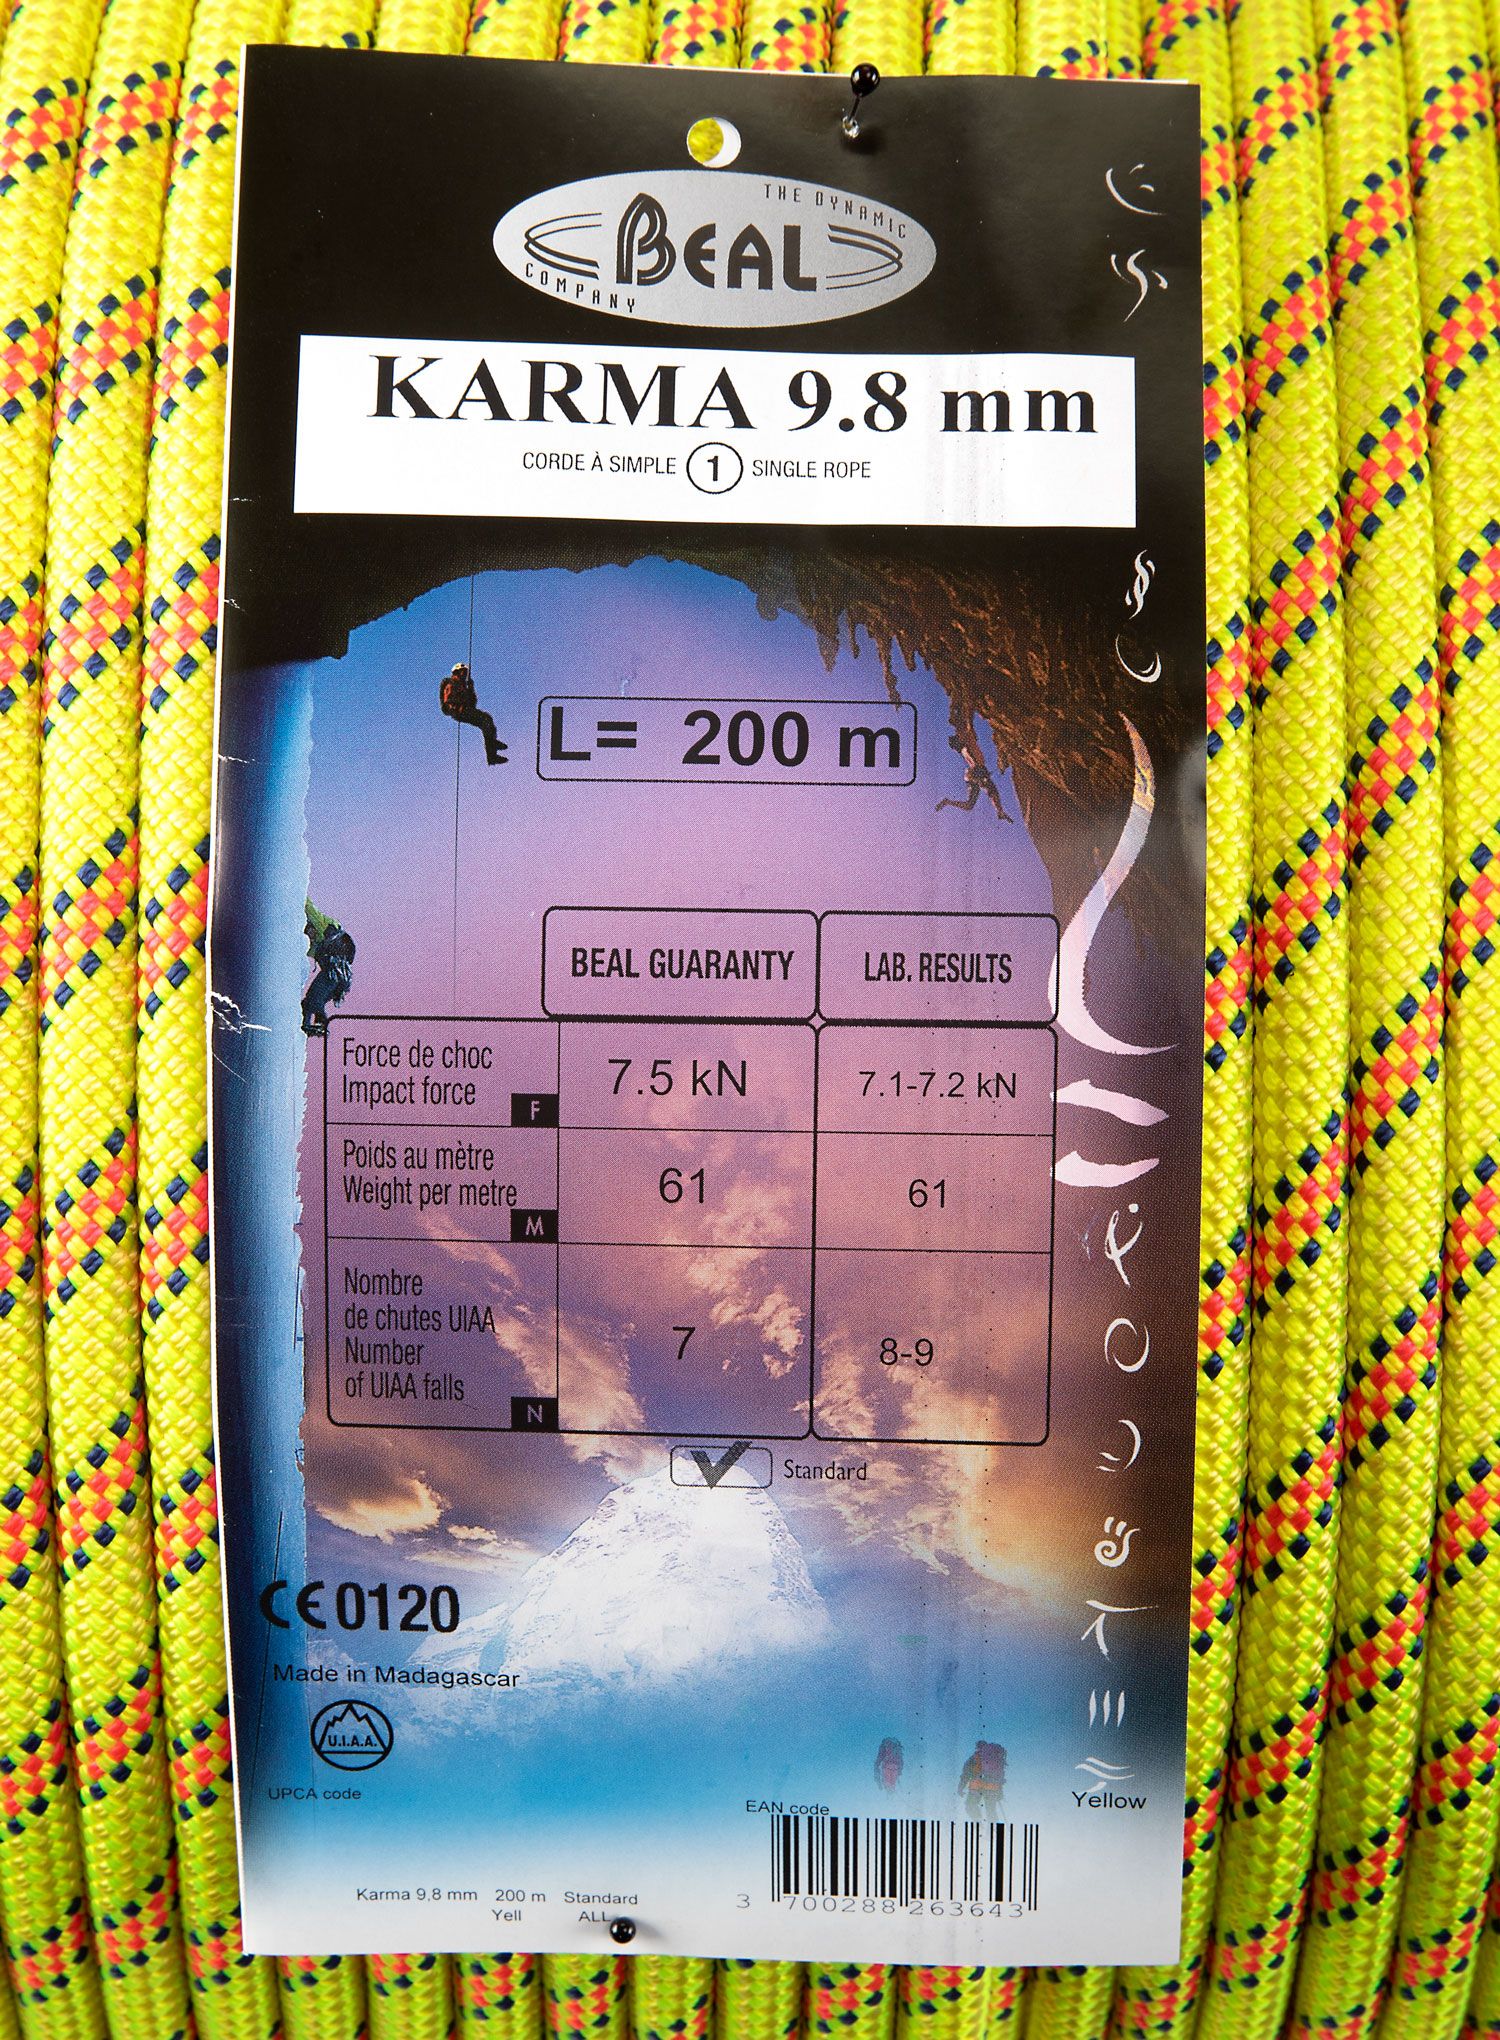 THE DYNAMIC
BEAL
COMPANY
KARMA 9.8 mm
CORDE À SIMPLE 1 SINGLE ROPE
L= 200 m
BEAL GUARANTY LAB. RESULTS
Force de choc
Impact force F 7.5 kN 7.1-7.2 kN
Poids au mètre
Weight per metre M 61 61
Nombre
de chutes UIAA
Number
of UIAA falls N 7 8-9
Standard
CE0120
Made in Madagascar
U.I.A.A.
UPCA code
Yellow
EAN code
Karma 9,8 mm 200 m Standard
Yell ALL
3 700288 263643